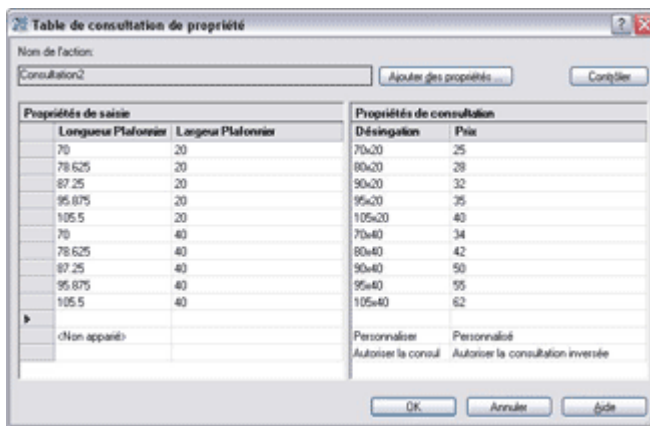 Table de consultation de propriété
Nom de l'action:
Consultation2
Ajouter des propriétés ...
Contrôler
Propriétés de saisie
Propriétés de consultation
Longueur Plafonnier Largeur Plafonnier Désingation Prix
70 20 70x20 25
78.625 20 80x20 28
87.25 20 90x20 32
95.875 20 95x20 35
105.5 20 105x20 40
70 40 70x40 34
78.625 40 80x40 42
87.25 40 90x40 50
95.875 40 95x40 55
105.5 40 105x40 62
<Non apparié> Personnaliser Personnalisé
Autoriser la consul Autoriser la consultation inversée
OK
Annuler
Aide